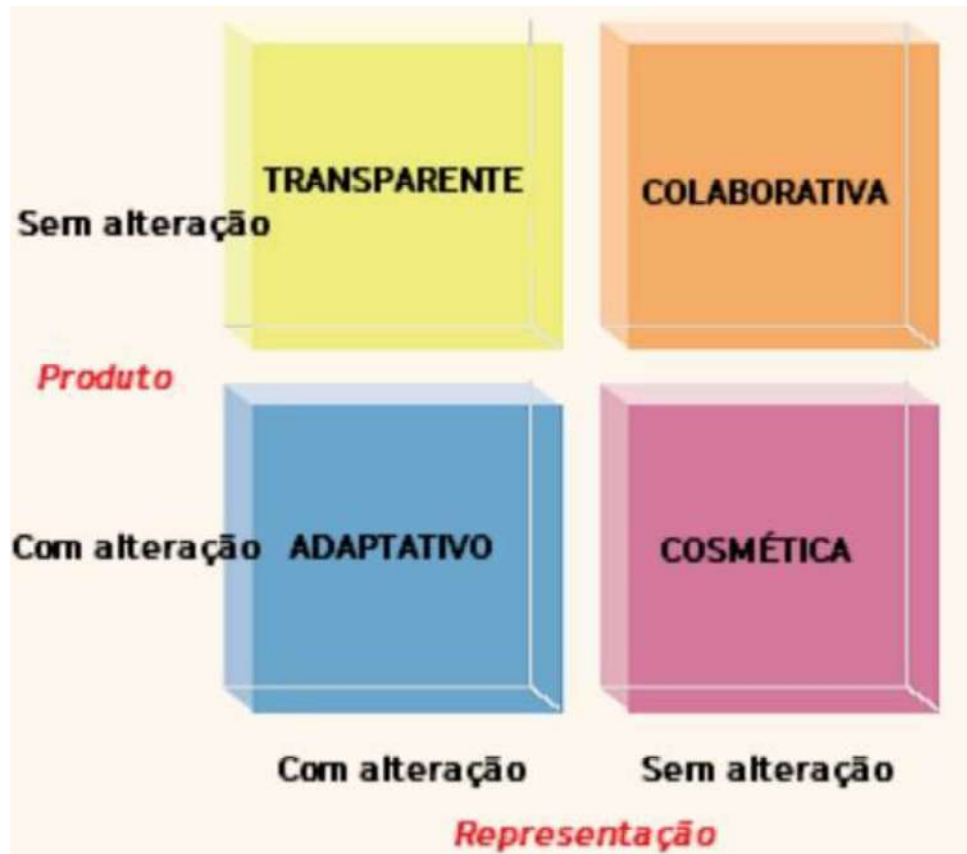 TRANSPARENTE
COLABORATIVA
Sem alteração
Produto
Com alteração
ADAPTATIVO
COSMÉTICA
Com alteração
Sem alteração
Representação